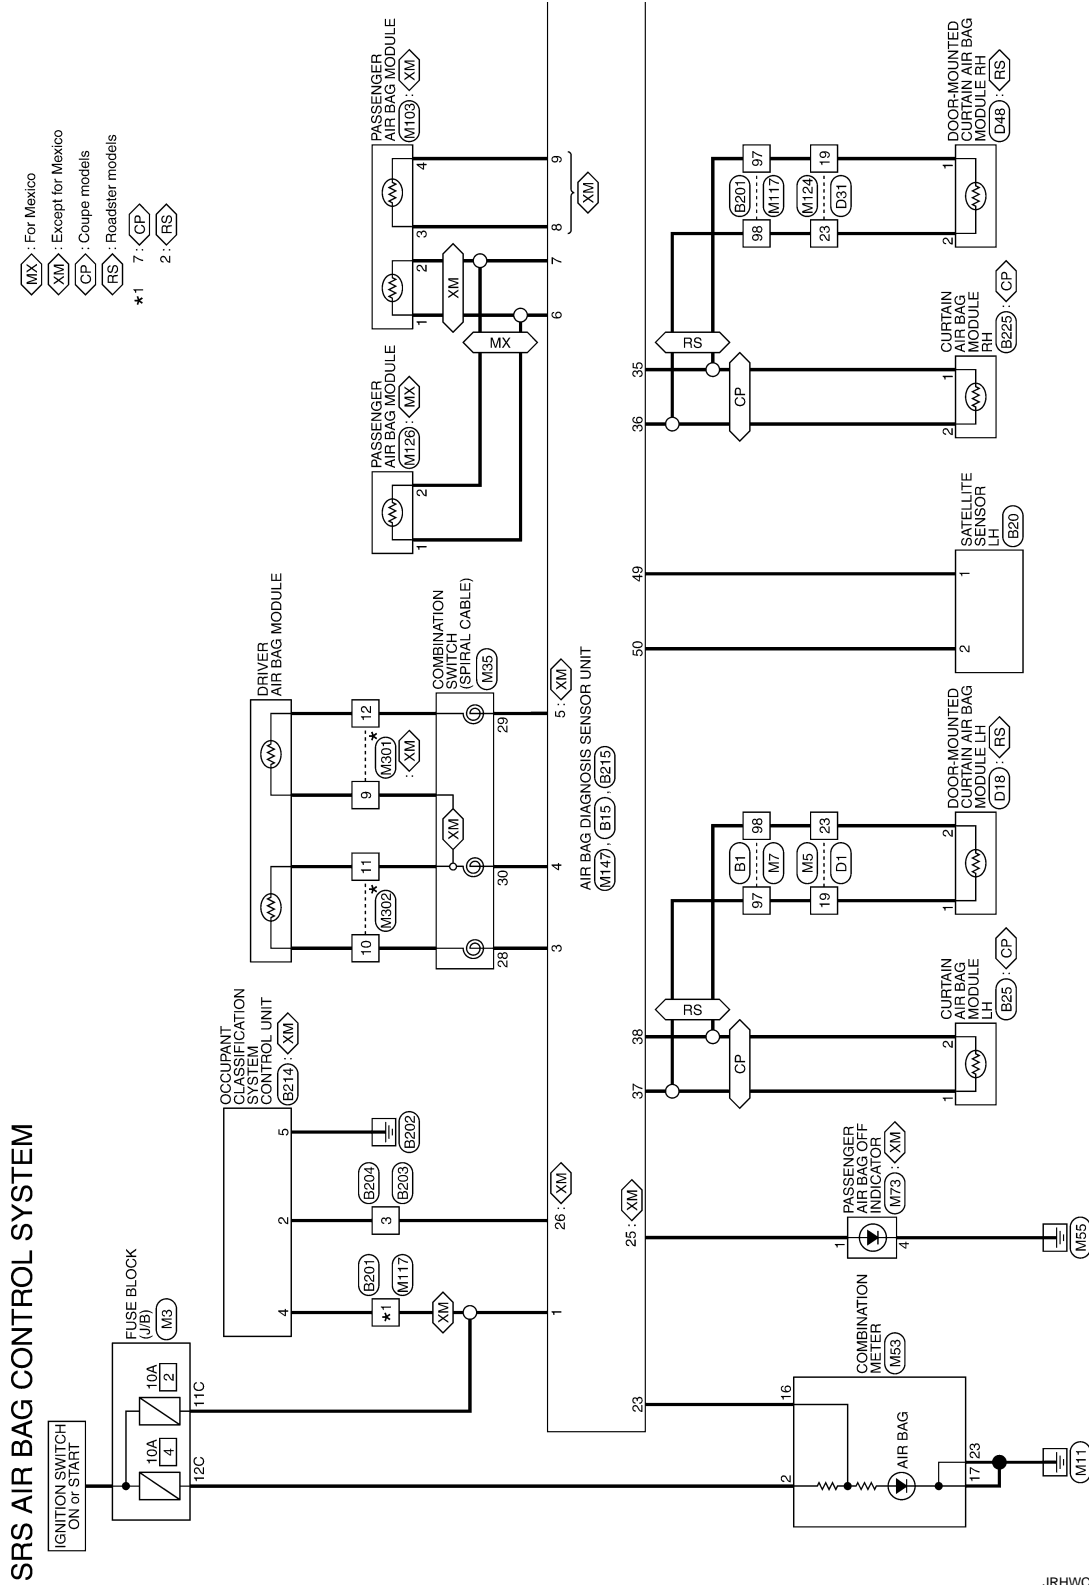 SRS AIR BAG CONTROL SYSTEM
MX : For Mexico
XM : Except for Mexico
CP : Coupe models
RS : Roadster models
*1 7 : CP
2 : RS
IGNITION SWITCH
ON or START
FUSE BLOCK
(J/B)
M3
10A
4
10A
2
12C
11C
OCCUPANT
CLASSIFICATION
SYSTEM
CONTROL UNIT
B214 : XM
4
2
5
*1
B201
M117
3
B204
B203
B202
XM
DRIVER
AIR BAG MODULE
10
11
9
12
*
M302
*
M301
: XM
XM
COMBINATION
SWITCH
(SPIRAL CABLE)
M35
28
30
29
PASSENGER
AIR BAG MODULE
M126 : MX
1
2
PASSENGER
AIR BAG MODULE
M103 : XM
1
2
3
4
XM
MX
1
26 : XM
3
4
5 : XM
6
7
8
9
XM
AIR BAG DIAGNOSIS SENSOR UNIT
M147 , B15 , B215
23
25 : XM
37
38
50
49
36
35
COMBINATION
METER
M53
2
16
AIR BAG
17
23
M11
PASSENGER
AIR BAG OFF
INDICATOR
M73 : XM
1
4
M55
RS
CP
CURTAIN
AIR BAG
MODULE
LH
B25 : CP
1
2
97
98
B1
M7
19
23
M5
D1
DOOR-MOUNTED
CURTAIN AIR BAG
MODULE LH
D18 : RS
1
2
SATELLITE
SENSOR
LH
B20
2
1
RS
CP
CURTAIN
AIR BAG
MODULE
RH
B225 : CP
2
1
98
97
B201
M117
23
19
M124
D31
DOOR-MOUNTED
CURTAIN AIR BAG
MODULE RH
D48 : RS
2
1